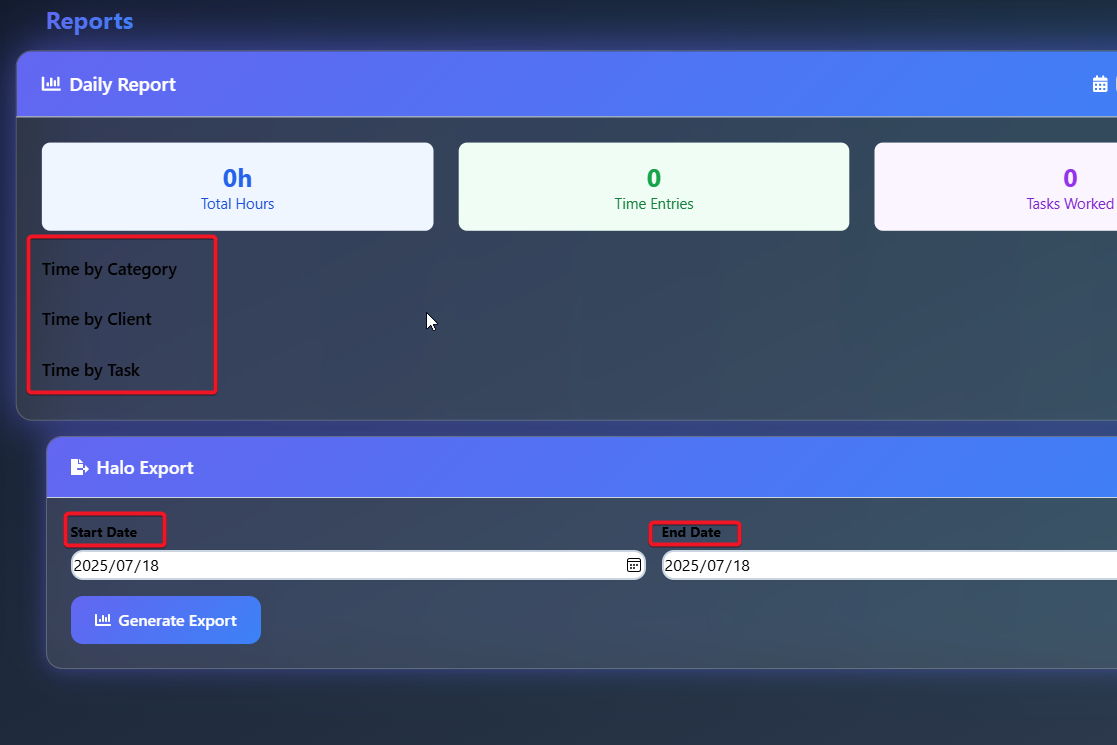 Reports
Daily Report
0h
Total Hours
0
Time Entries
0
Tasks Worked
Time by Category
Time by Client
Time by Task
Halo Export
Start Date
End Date
2025/07/18
2025/07/18
Generate Export